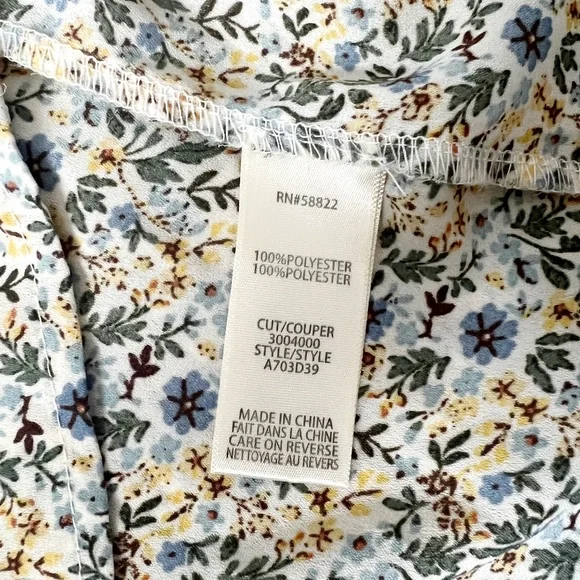 RN#58822
100%POLYESTER
100%POLYESTER
CUT/COUPER
3004000
STYLE/STYLE
A703D39
MADE IN CHINA
FAIT DANS LA CHINE
CARE ON REVERSE
NETTOYAGE AU REVERS